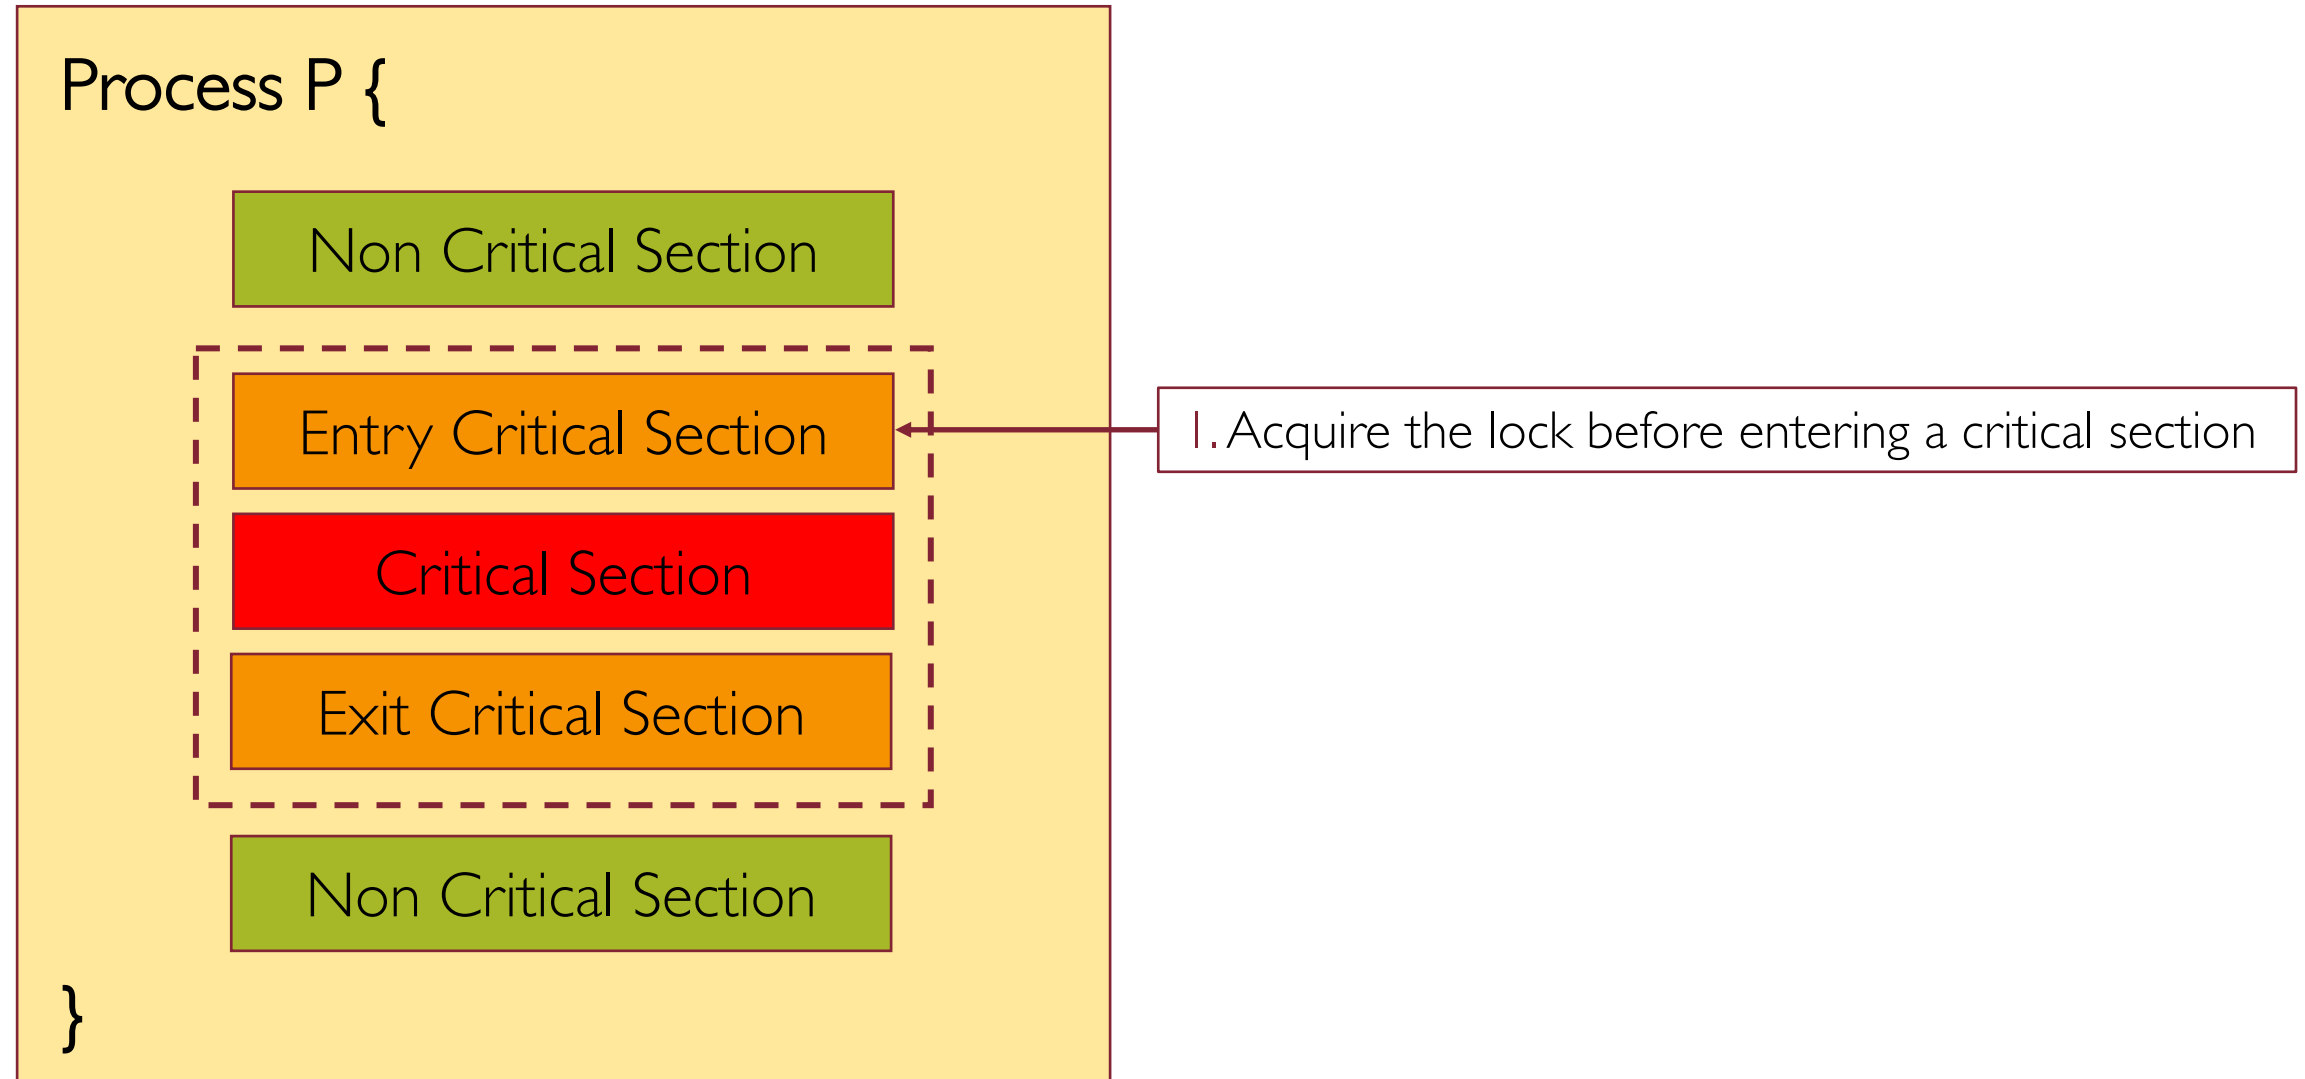 Process P {
Non Critical Section
Entry Critical Section
1. Acquire the lock before entering a critical section
Critical Section
Exit Critical Section
Non Critical Section
}